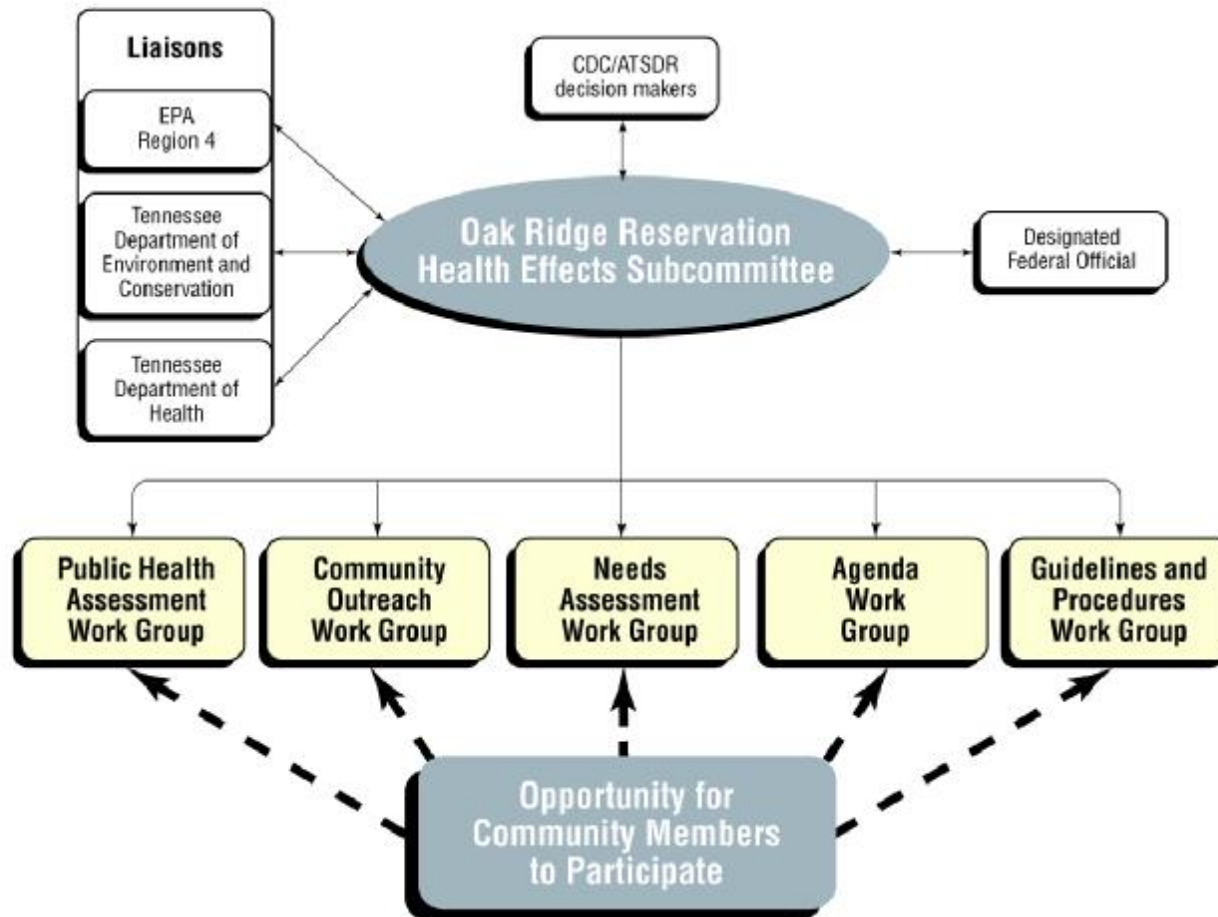 Liaisons
EPA
Region 4
Tennessee
Department of
Environment and
Conservation
Tennessee
Department of
Health
CDC/ATSDR
decision makers
Oak Ridge Reservation
Health Effects Subcommittee
Designated
Federal Official
Public Health
Assessment
Work Group
Community
Outreach
Work Group
Needs
Assessment
Work Group
Agenda
Work
Group
Guidelines and
Procedures
Work Group
Opportunity for
Community Members
to Participate